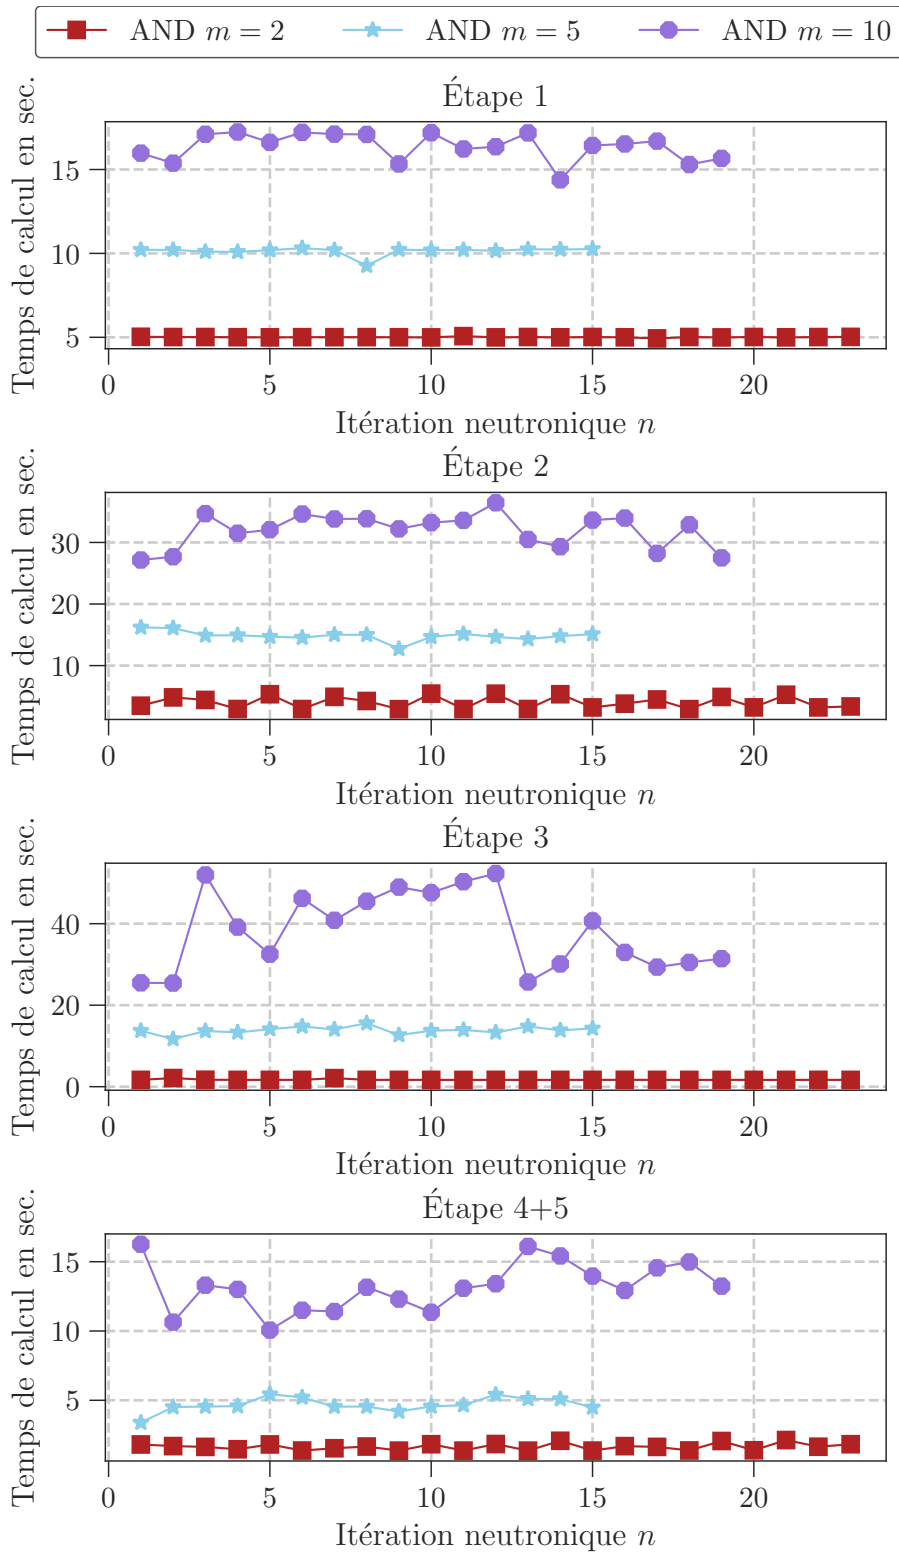 AND m = 2 AND m = 5 AND m = 10
Étape 1
Temps de calcul en sec.
15
10
5
0 5 10 15 20
Itération neutronique n
Étape 2
Temps de calcul en sec.
30
20
10
0 5 10 15 20
Itération neutronique n
Étape 3
Temps de calcul en sec.
40
20
0
0 5 10 15 20
Itération neutronique n
Étape 4+5
Temps de calcul en sec.
15
10
5
0 5 10 15 20
Itération neutronique n